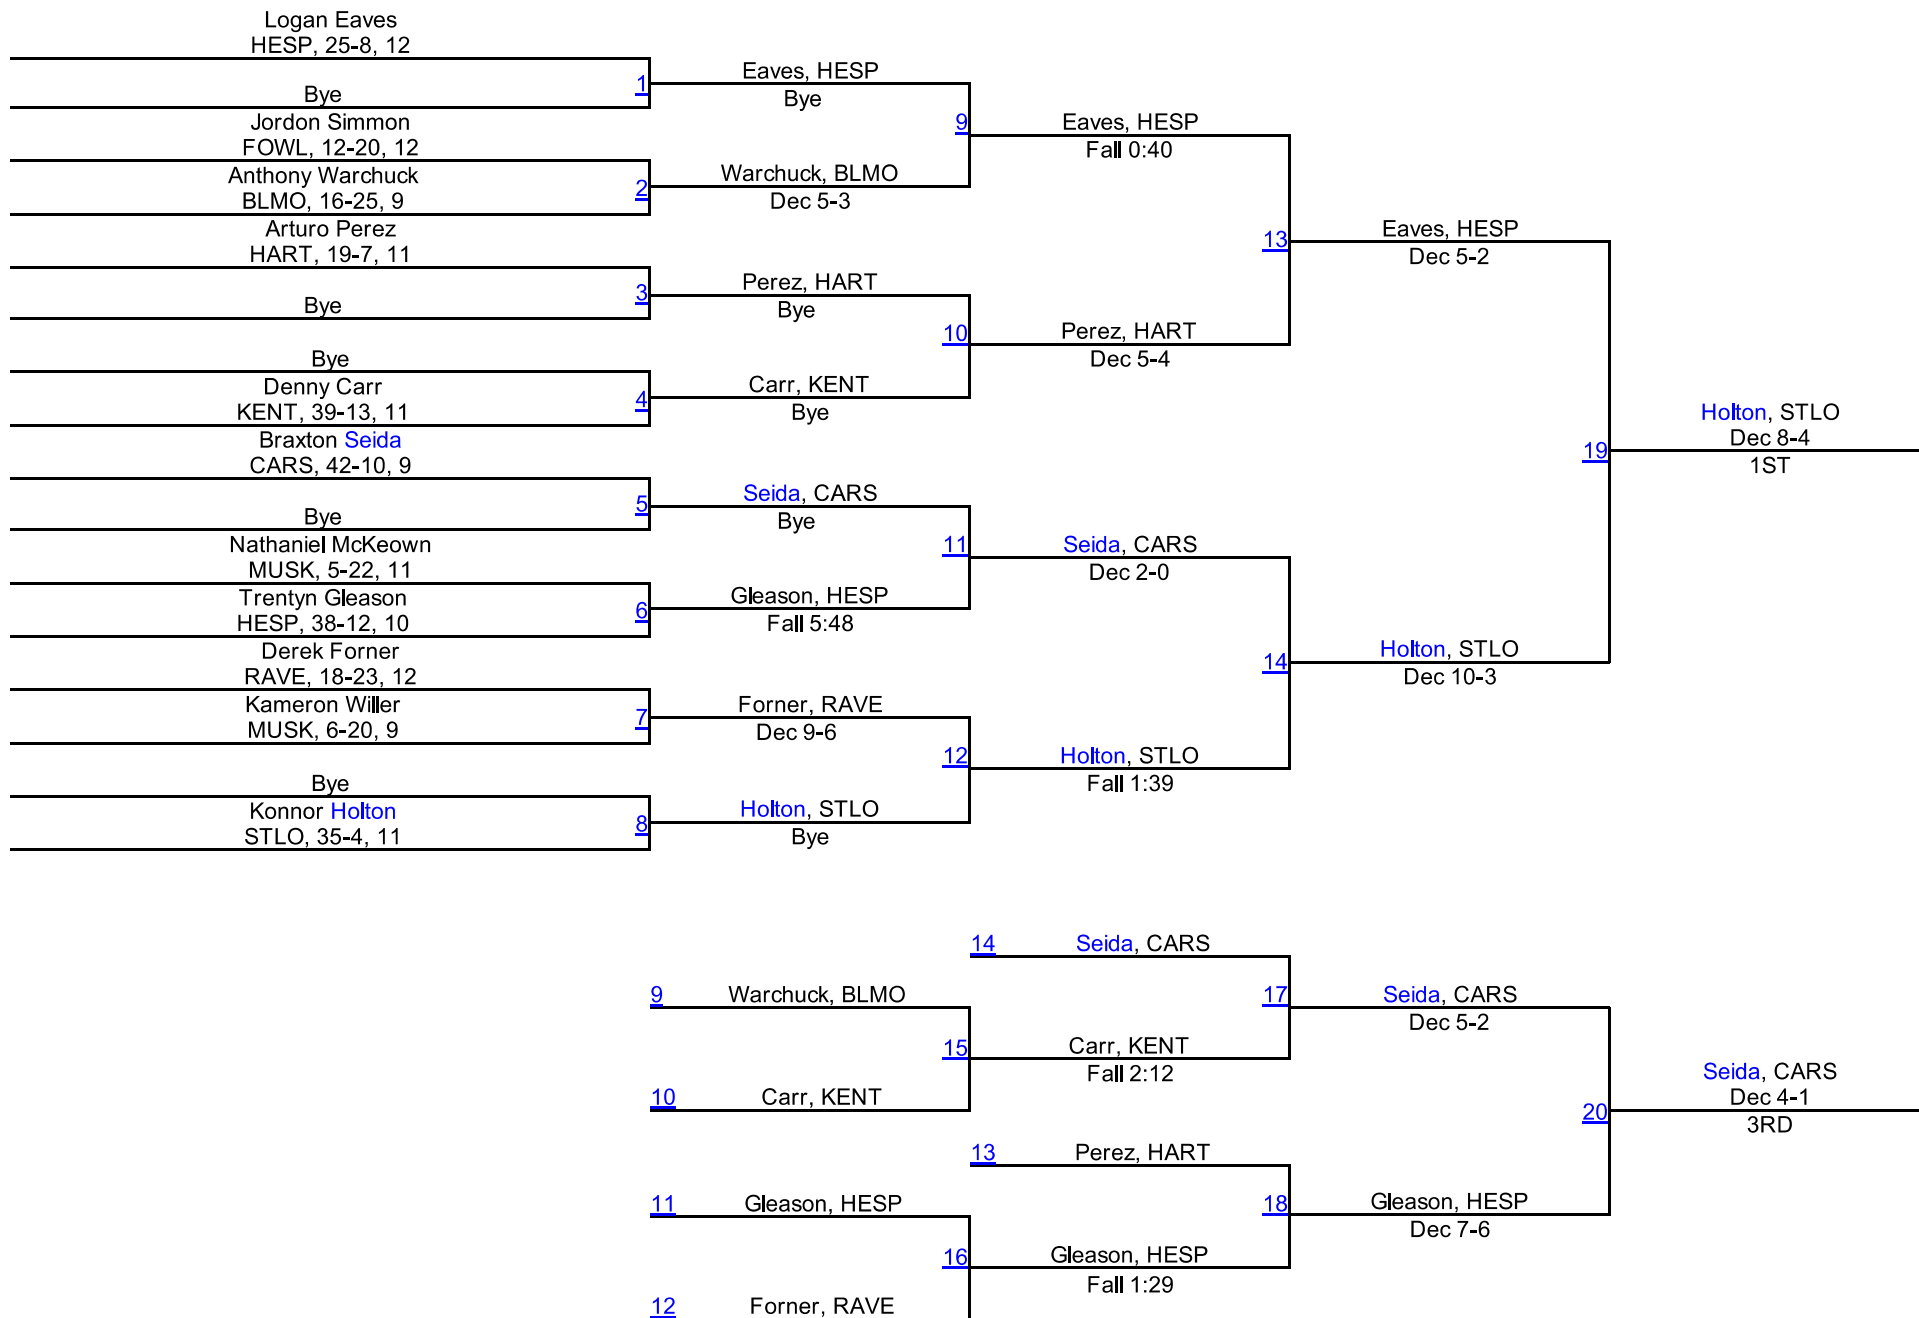 Logan Eaves
HESP, 25-8, 12
1
Bye
Jordon Simmon
FOWL, 12-20, 12
Anthony Warchuck
2
BLMO, 16-25, 9
Arturo Perez
HART, 19-7, 11
3
Bye
Bye
Denny Carr
4
KENT, 39-13, 11
Braxton Seida
CARS, 42-10, 9
5
Bye
Nathaniel McKeown
MUSK, 5-22, 11
Trentyn Gleason
6
HESP, 38-12, 10
Derek Forner
RAVE, 18-23, 12
Kameron Willer
7
MUSK, 6-20, 9
Bye
Konnor Holton
8
STLO, 35-4, 11
Eaves, HESP
Bye
9
Warchuck, BLMO
Dec 5-3
Perez, HART
Bye
10
Carr, KENT
Bye
Seida, CARS
Bye
11
Gleason, HESP
Fall 5:48
Forner, RAVE
Dec 9-6
12
Holton, STLO
Bye
Eaves, HESP
Fall 0:40
13
Perez, HART
Dec 5-4
Seida, CARS
Dec 2-0
14
Holton, STLO
Fall 1:39
Eaves, HESP
Dec 5-2
19
Holton, STLO
Dec 10-3
Holton, STLO
Dec 8-4
1ST
14 Seida, CARS
9 Warchuck, BLMO
15
10 Carr, KENT
Carr, KENT
Fall 2:12
17
Seida, CARS
Dec 5-2
13 Perez, HART
11 Gleason, HESP
16
12 Forner, RAVE
Gleason, HESP
Fall 1:29
18
Gleason, HESP
Dec 7-6
20
Seida, CARS
Dec 4-1
3RD